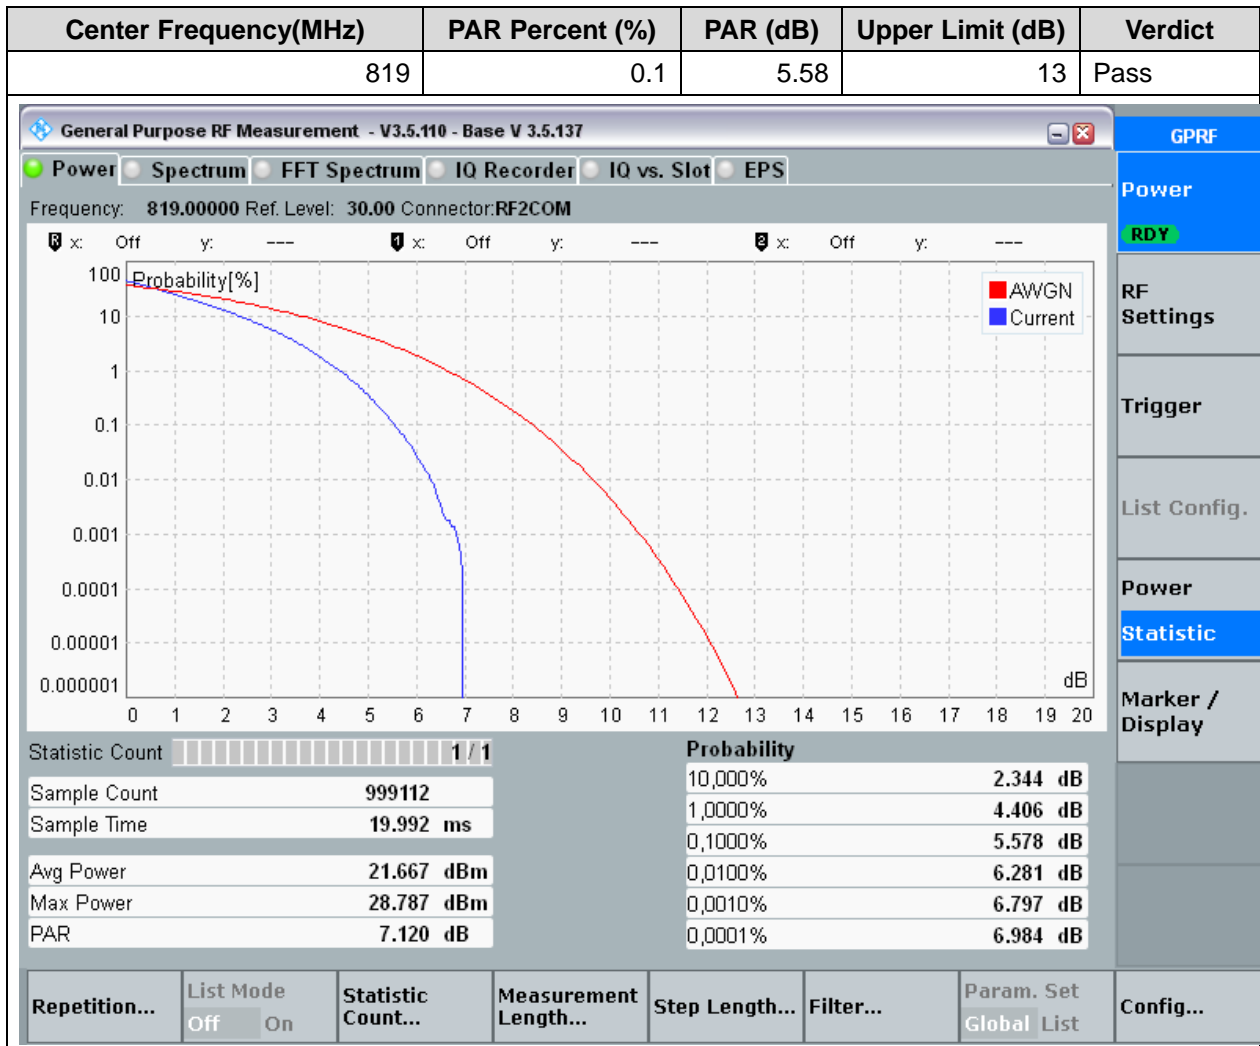 Center Frequency(MHz) PAR Percent (%) PAR (dB) Upper Limit (dB) Verdict
819 0.1 5.58 13 Pass
General Purpose RF Measurement - V3.5.110 - Base V 3.5.137
GPRF
Power Spectrum FFT Spectrum IQ Recorder IQ vs. Slot EPS
Frequency: 819.00000 Ref. Level: 30.00 Connector:RF2COM
R x: Off y: --- 1 x: Off y: --- 2 x: Off y: ---
Probability[%]
100
10
1
0.1
0.01
0.001
0.0001
0.00001
0.000001
AWGN
Current
dB
0 1 2 3 4 5 6 7 8 9 10 11 12 13 14 15 16 17 18 19 20
Statistic Count 1 / 1
Sample Count 999112
Sample Time 19.992 ms
Avg Power 21.667 dBm
Max Power 28.787 dBm
PAR 7.120 dB
Probability
10,000% 2.344 dB
1,0000% 4.406 dB
0,1000% 5.578 dB
0,0100% 6.281 dB
0,0010% 6.797 dB
0,0001% 6.984 dB
Power
RDY
RF
Settings
Trigger
List Config.
Power
Statistic
Marker /
Display
Repetition...
List Mode
Off On
Statistic
Count...
Measurement
Length...
Step Length...
Filter...
Param. Set
Global List
Config...